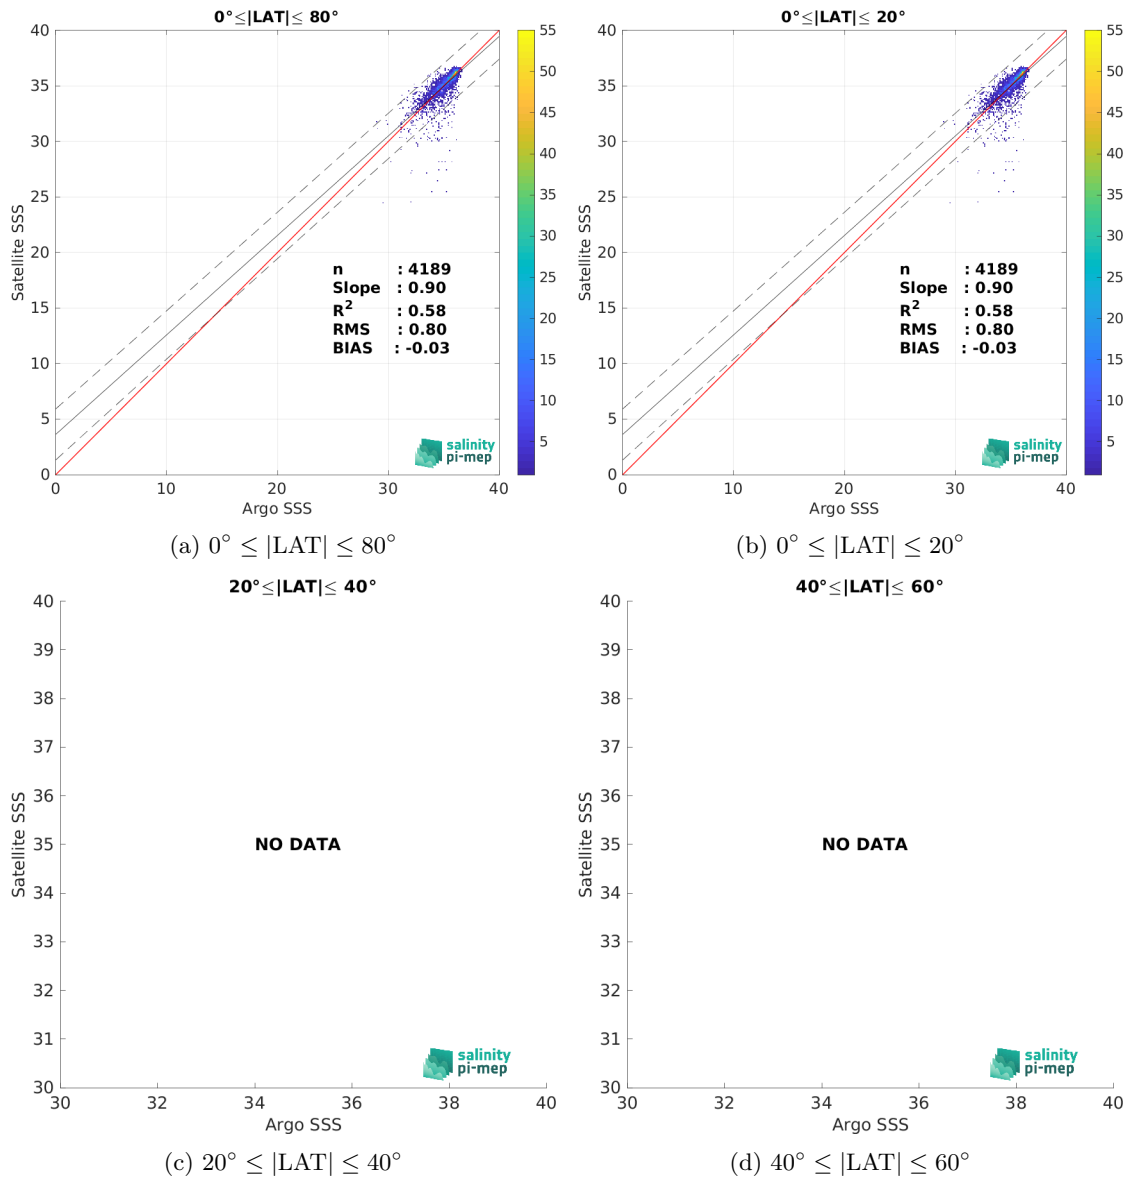 0°≤|LAT|≤ 80°
40
35
30
25
20
15
10
5
0
Satellite SSS
n : 4189
Slope : 0.90
R² : 0.58
RMS : 0.80
BIAS : -0.03
salinity
pi-mep
0 10 20 30 40
Argo SSS
55
50
45
40
35
30
25
20
15
10
5
(a) 0° ≤ |LAT| ≤ 80°
0°≤|LAT|≤ 20°
40
35
30
25
20
15
10
5
0
Satellite SSS
n : 4189
Slope : 0.90
R² : 0.58
RMS : 0.80
BIAS : -0.03
salinity
pi-mep
0 10 20 30 40
Argo SSS
55
50
45
40
35
30
25
20
15
10
5
(b) 0° ≤ |LAT| ≤ 20°
20°≤|LAT|≤ 40°
40
39
38
37
36
35
34
33
32
31
30
Satellite SSS
NO DATA
salinity
pi-mep
30 32 34 36 38 40
Argo SSS
(c) 20° ≤ |LAT| ≤ 40°
40°≤|LAT|≤ 60°
40
39
38
37
36
35
34
33
32
31
30
Satellite SSS
NO DATA
salinity
pi-mep
30 32 34 36 38 40
Argo SSS
(d) 40° ≤ |LAT| ≤ 60°